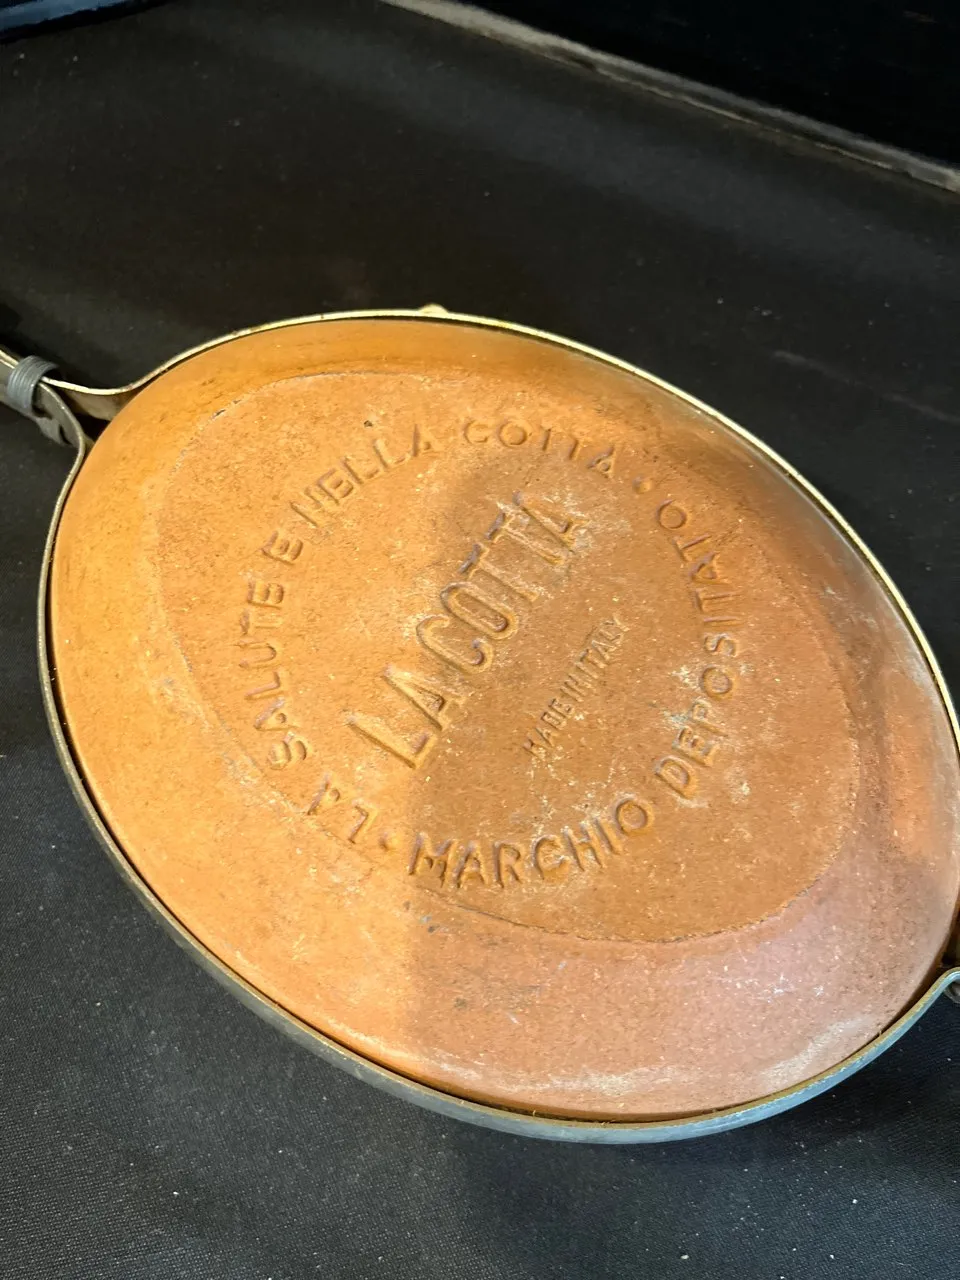 LA SALUTE E NELLA COTTA •
LA COTTA
MADE IN ITALY
MARCHIO DEPOSITATO •